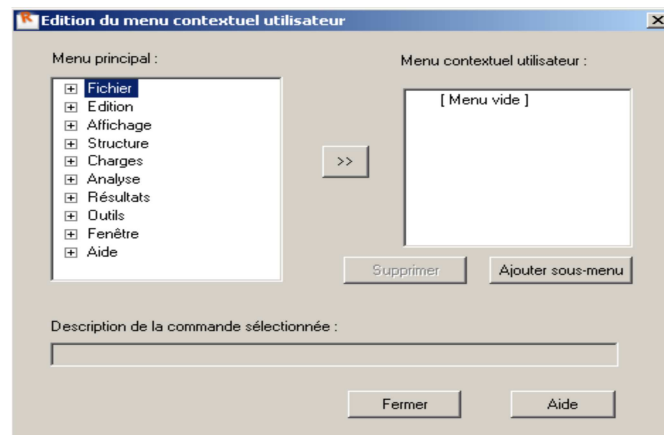 Edition du menu contextuel utilisateur
Menu principal :
Fichier
Edition
Affichage
Structure
Charges
Analyse
Résultats
Outils
Fenêtre
Aide
>>
Menu contextuel utilisateur :
[ Menu vide ]
Supprimer
Ajouter sous-menu
Description de la commande sélectionnée :
Fermer
Aide